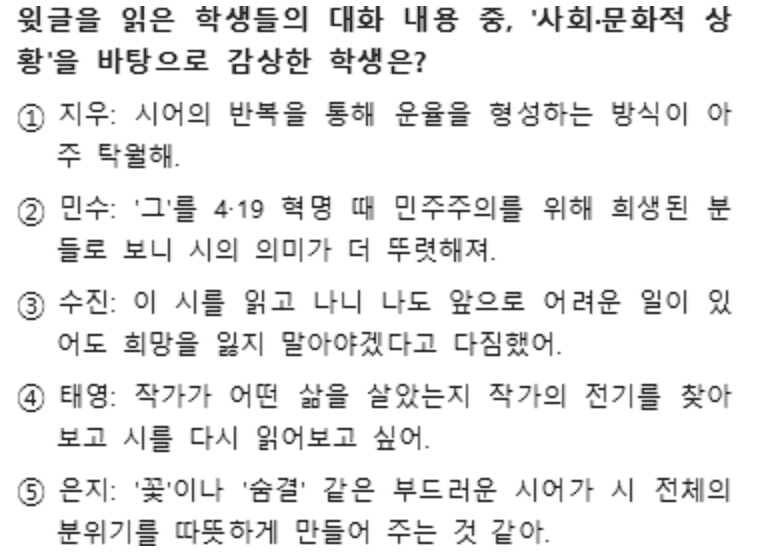 윗글을 읽은 학생들의 대화 내용 중, '사회·문화적 상
황'을 바탕으로 감상한 학생은?
① 지우: 시어의 반복을 통해 운율을 형성하는 방식이 아
주 탁월해.
② 민수: '그'를 4·19 혁명 때 민주주의를 위해 희생된 분
들로 보니 시의 의미가 더 뚜렷해져.
③ 수진: 이 시를 읽고 나니 나도 앞으로 어려운 일이 있
어도 희망을 잃지 말아야겠다고 다짐했어.
④ 태영: 작가가 어떤 삶을 살았는지 작가의 전기를 찾아
보고 시를 다시 읽어보고 싶어.
⑤ 은지: '꽃'이나 '숨결' 같은 부드러운 시어가 시 전체의
분위기를 따뜻하게 만들어 주는 것 같아.